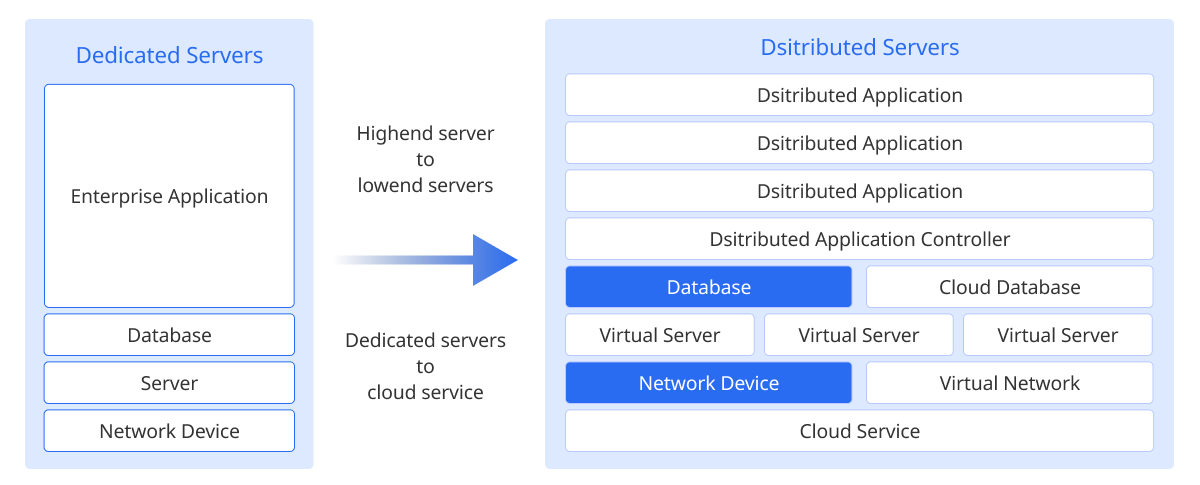 Dedicated Servers
Enterprise Application
Database
Server
Network Device
Highend server
to
lowend servers
Dedicated servers
to
cloud service
Dsitributed Servers
Dsitributed Application
Dsitributed Application
Dsitributed Application
Dsitributed Application Controller
Database
Cloud Database
Virtual Server
Virtual Server
Virtual Server
Network Device
Virtual Network
Cloud Service